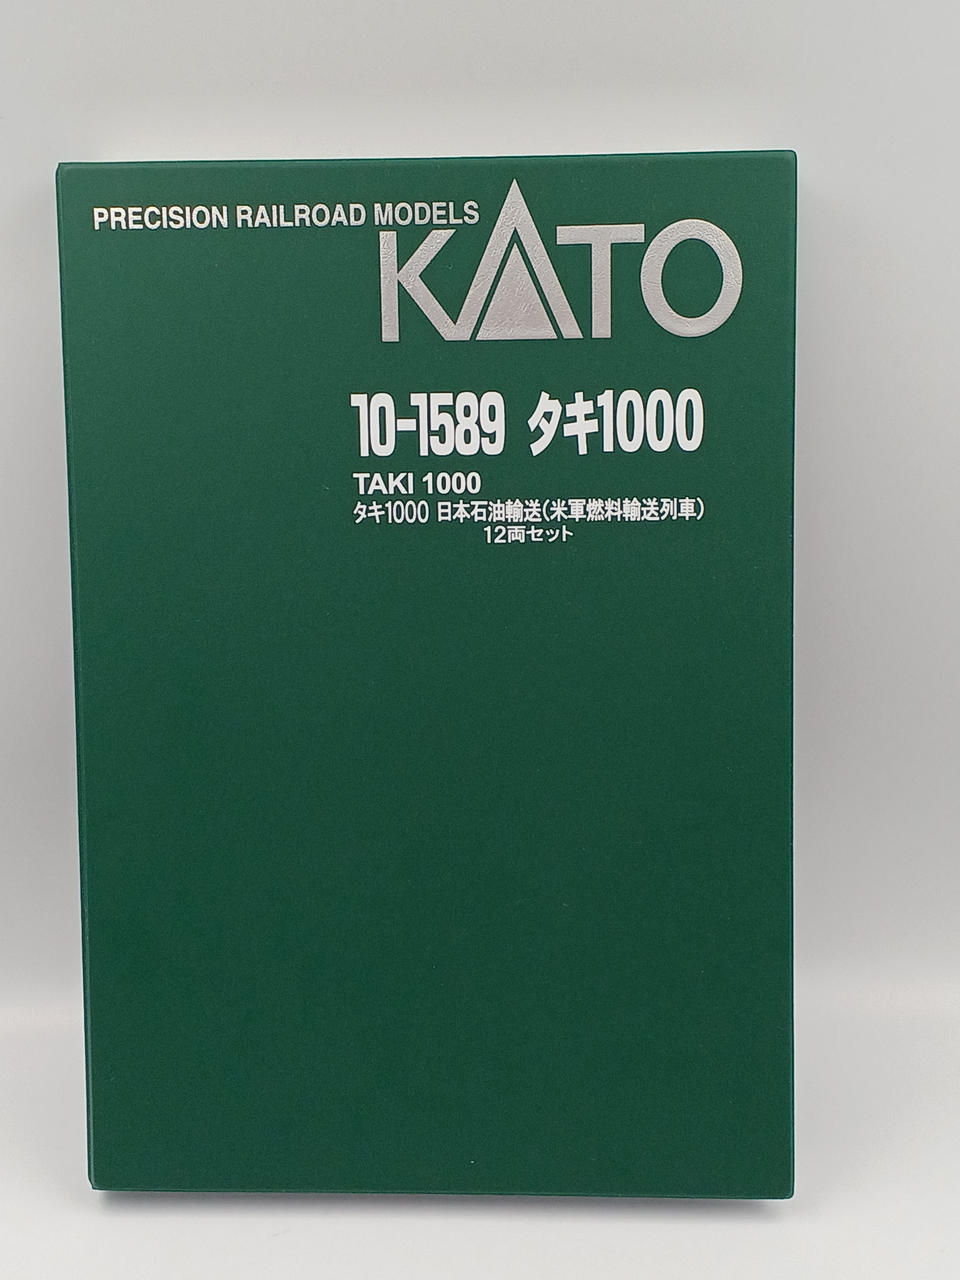 PRECISION RAILROAD MODELS
KATO
10-1589 タキ1000
TAKI 1000
タキ1000 日本石油輸送(米軍燃料輸送列車)
12両セット